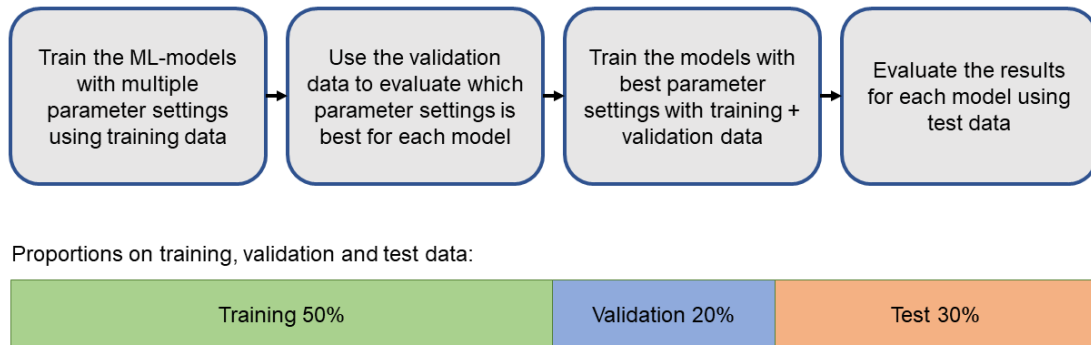 Train the ML-models
with multiple
parameter settings
using training data
Use the validation
data to evaluate which
parameter settings is
best for each model
Train the models with
best parameter
settings with training +
validation data
Evaluate the results
for each model using
test data
Proportions on training, validation and test data:
Training 50%
Validation 20%
Test 30%